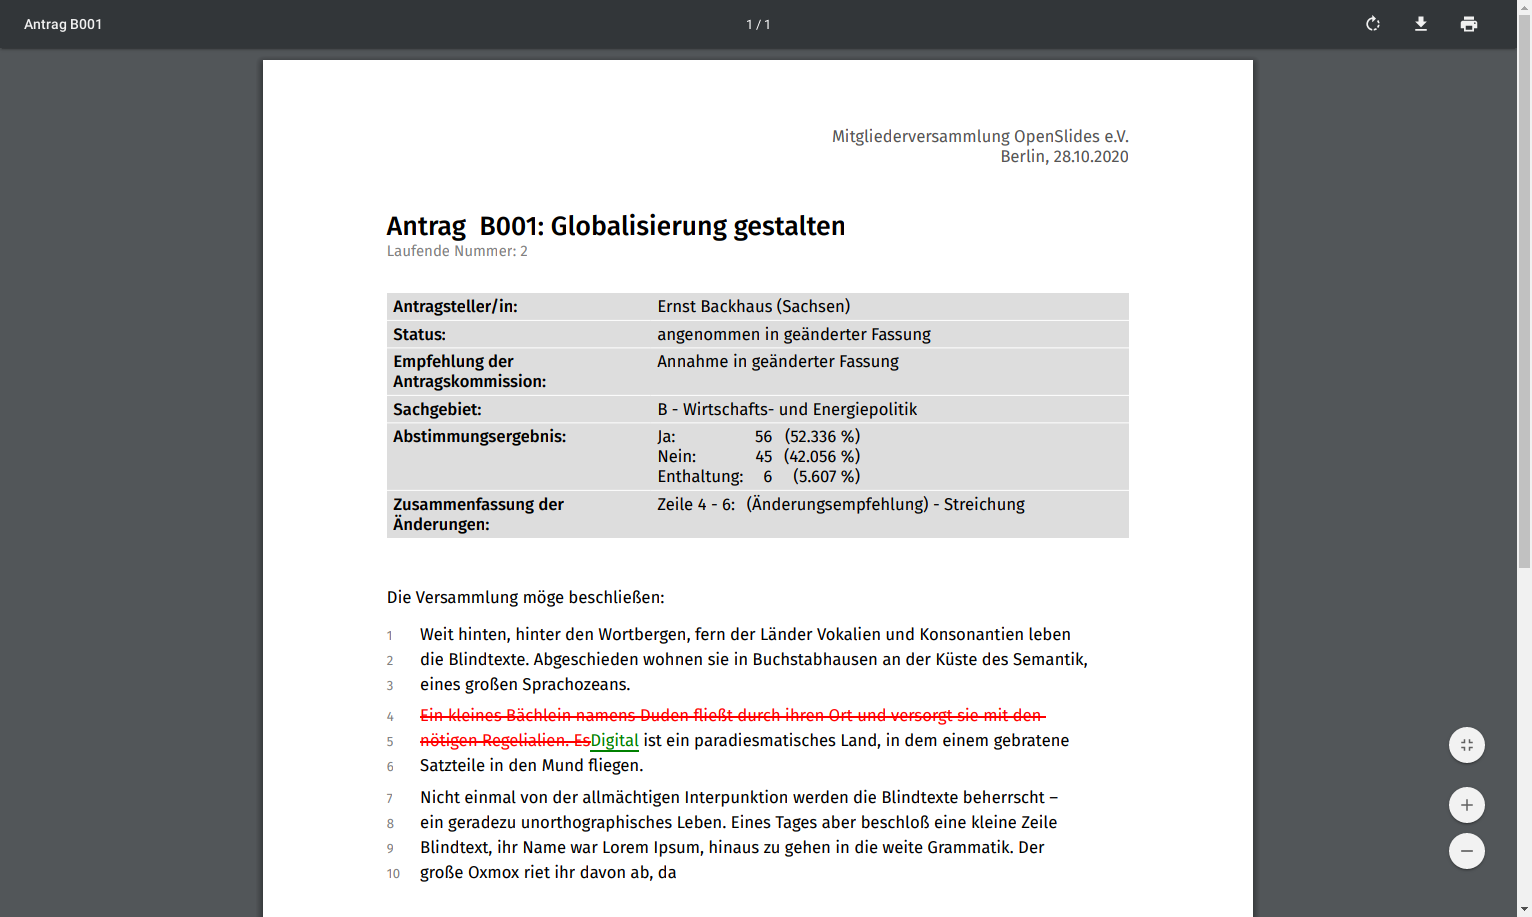 Antrag B001
1 / 1
Mitgliederversammlung OpenSlides e.V.
Berlin, 28.10.2020
Antrag B001: Globalisierung gestalten
Laufende Nummer: 2
Antragsteller/in: Ernst Backhaus (Sachsen)
Status: angenommen in geänderter Fassung
Empfehlung der Annahme in geänderter Fassung
Antragskommission:
Sachgebiet: B - Wirtschafts- und Energiepolitik
Abstimmungsergebnis: Ja: 56 (52.336 %)
Nein: 45 (42.056 %)
Enthaltung: 6 (5.607 %)
Zusammenfassung der Zeile 4 - 6: (Änderungsempfehlung) - Streichung
Änderungen:
Die Versammlung möge beschließen:
1 Weit hinten, hinter den Wortbergen, fern der Länder Vokalien und Konsonantien leben
2 die Blindtexte. Abgeschieden wohnen sie in Buchstabhausen an der Küste des Semantik,
3 eines großen Sprachozeans.
4 Ein kleines Bächlein namens Duden fließt durch ihren Ort und versorgt sie mit den
5 nötigen Regelialien. EsDigital ist ein paradiesmatisches Land, in dem einem gebratene
6 Satzteile in den Mund fliegen.
7 Nicht einmal von der allmächtigen Interpunktion werden die Blindtexte beherrscht –
8 ein geradezu unorthographisches Leben. Eines Tages aber beschloß eine kleine Zeile
9 Blindtext, ihr Name war Lorem Ipsum, hinaus zu gehen in die weite Grammatik. Der
10 große Oxmox riet ihr davon ab, da